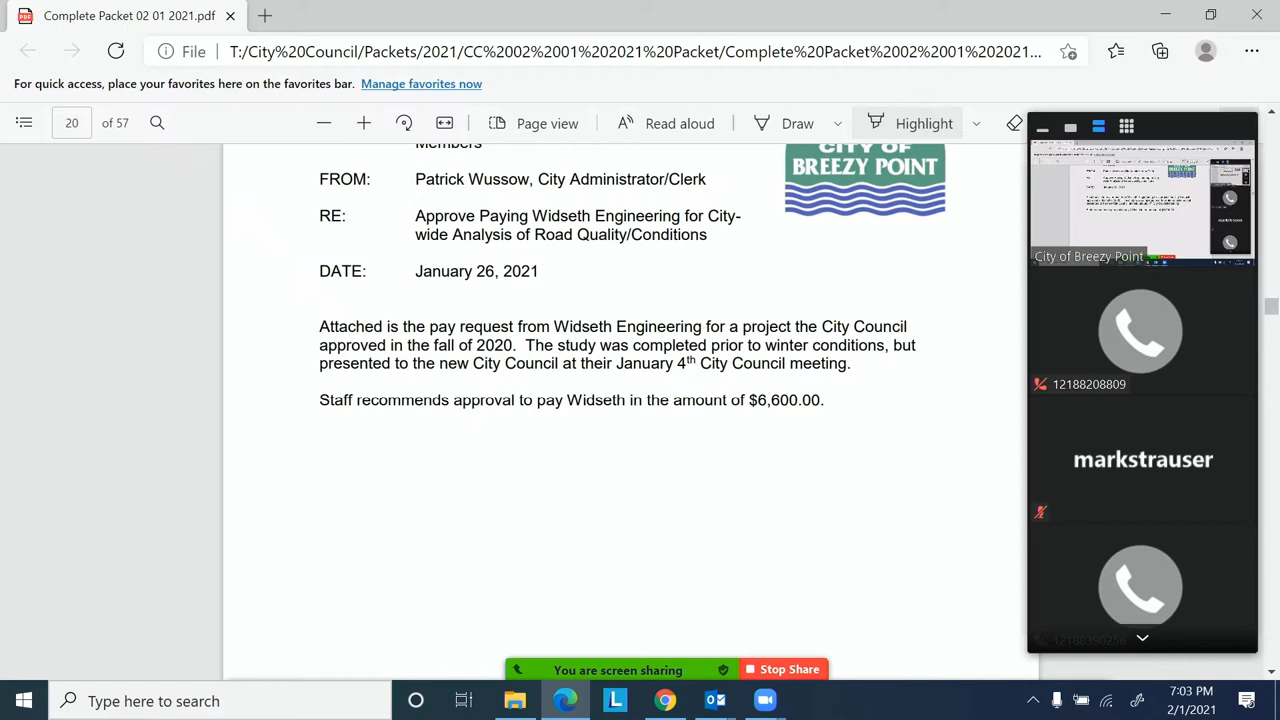 Complete Packet 02 01 2021.pdf
File T:/City%20Council/Packets/2021/CC%2002%2001%202021%20Packet/Complete%20Packet%2002%2001%202021%20...
For quick access, place your favorites here on the favorites bar. Manage favorites now
20 of 57 Page view Read aloud Draw Highlight
Members
CITY OF
BREEZY POINT
FROM: Patrick Wussow, City Administrator/Clerk
RE: Approve Paying Widseth Engineering for City-
wide Analysis of Road Quality/Conditions
DATE: January 26, 2021
Attached is the pay request from Widseth Engineering for a project the City Council
approved in the fall of 2020. The study was completed prior to winter conditions, but
presented to the new City Council at their January 4th City Council meeting.
Staff recommends approval to pay Widseth in the amount of $6,600.00.
City of Breezy Point
12188208809
markstrauser
12188390256
You are screen sharing Stop Share
Type here to search
7:03 PM
2/1/2021